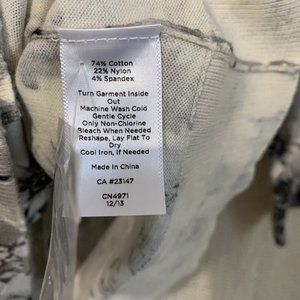 74% Cotton
22% Nylon
4% Spandex
Turn Garment Inside
Out
Machine Wash Cold
Gentle Cycle
Only Non-Chlorine
Bleach When Needed
Reshape, Lay Flat To
Dry
Cool Iron, If Needed
Made In China
CA #23147
CN4971
12/13